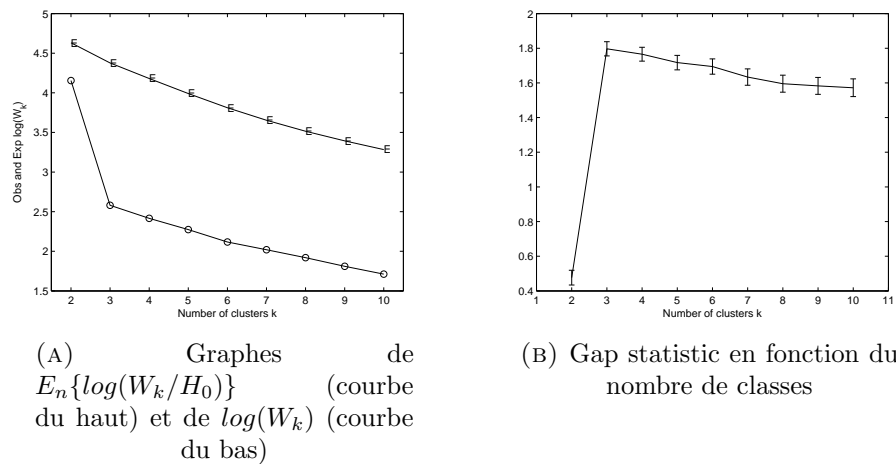 5
4.5
4
3.5
3
2.5
2
1.5
Obs and Exp log(W_k)
E E E E E E E E E
2 3 4 5 6 7 8 9 10
Number of clusters k
2
1.8
1.6
1.4
1.2
1
0.8
0.6
0.4
1 2 3 4 5 6 7 8 9 10 11
Number of clusters k
(A) Graphes de
E_n{log(W_k/H_0)} (courbe
du haut) et de log(W_k) (courbe
du bas)
(B) Gap statistic en fonction du
nombre de classes